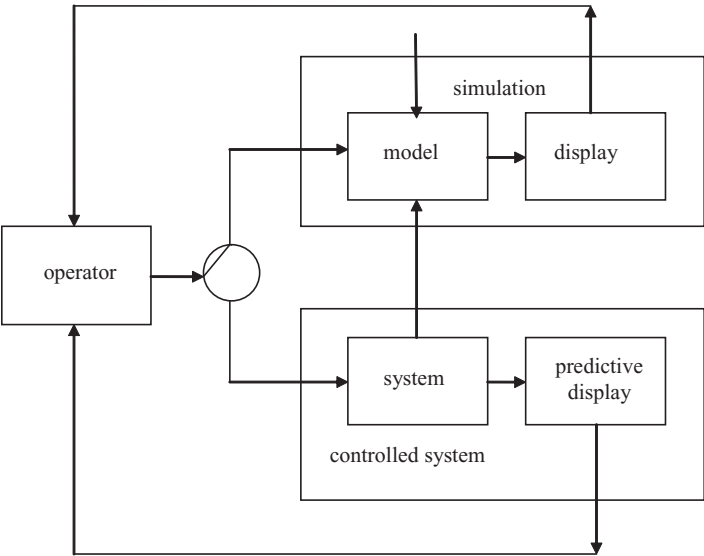 simulation
model
display
operator
system
predictive
display
controlled system